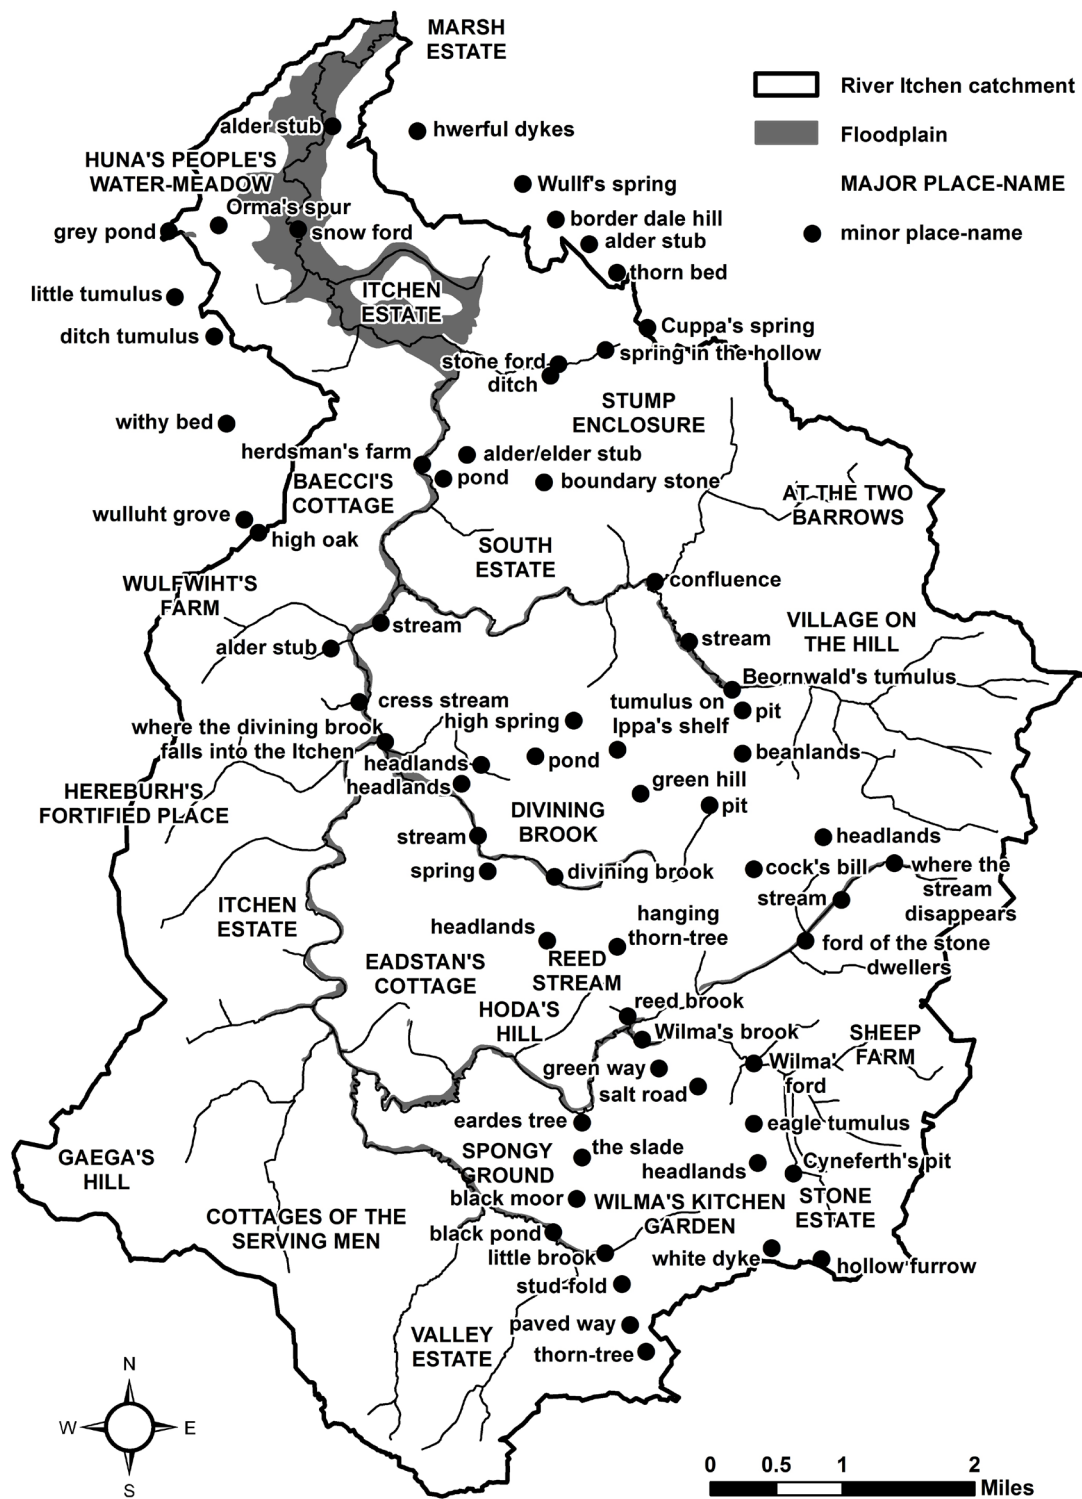 MARSH
ESTATE
River Itchen catchment
Floodplain
MAJOR PLACE-NAME
minor place-name
alder stub
hwerful dykes
HUNA'S PEOPLE'S
WATER-MEADOW
Wullf's spring
Orma's spur
border dale hill
grey pond
snow ford
alder stub
thorn bed
little tumulus
ITCHEN
ESTATE
ditch tumulus
Cuppa's spring
spring in the hollow
stone ford
ditch
STUMP
ENCLOSURE
withy bed
herdsman's farm
alder/elder stub
BAECCI'S
COTTAGE
pond
boundary stone
AT THE TWO
BARROWS
wulluht grove
high oak
SOUTH
ESTATE
WULFWIHT'S
FARM
confluence
stream
VILLAGE ON
THE HILL
alder stub
stream
Beornwald's tumulus
cress stream
tumulus on
Ippa's shelf
pit
high spring
where the divining brook
falls into the Itchen
headlands
pond
beanlands
headlands
green hill
HEREBURH'S
FORTIFIED PLACE
DIVINING
BROOK
pit
stream
headlands
spring
divining brook
cock's bill
where the
stream
disappears
stream
ITCHEN
ESTATE
headlands
hanging
thorn-tree
ford of the stone
dwellers
EADSTAN'S
COTTAGE
REED
STREAM
HODA'S
HILL
reed brook
Wilma's brook
SHEEP
FARM
green way
Wilma'
ford
salt road
eardes tree
eagle tumulus
SPONGY
GROUND
the slade
GAEGA'S
HILL
headlands
Cyneferth's pit
black moor
WILMA'S KITCHEN
GARDEN
STONE
ESTATE
COTTAGES OF THE
SERVING MEN
black pond
little brook
white dyke
hollow furrow
stud-fold
paved way
VALLEY
ESTATE
thorn-tree
N
W
E
S
0 0.5 1 2
Miles